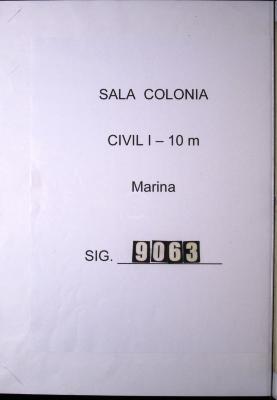 SALA COLONIA
CIVIL I – 10 m
Marina
SIG. 9063